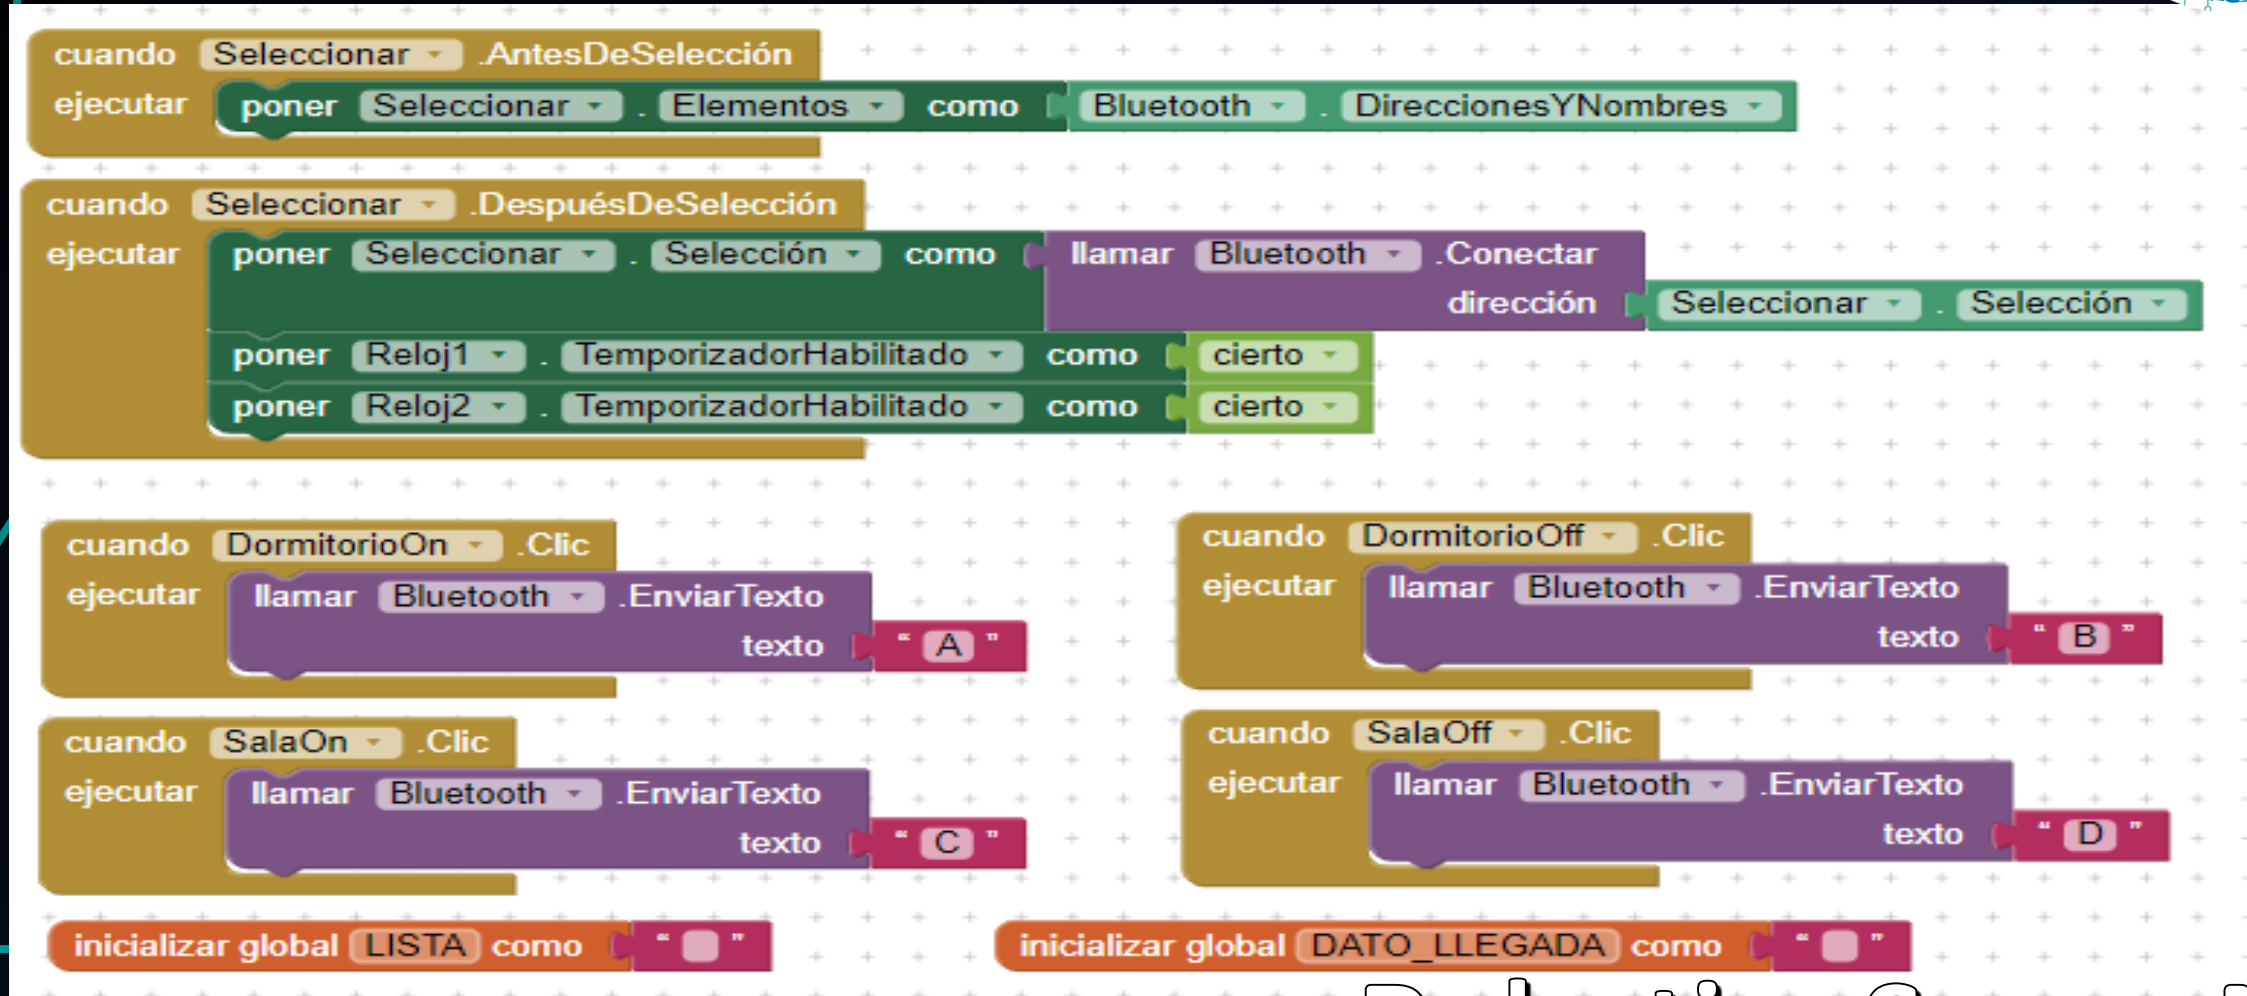 cuando Seleccionar .AntesDeSelección
ejecutar poner Seleccionar . Elementos como Bluetooth . DireccionesYNombres
cuando Seleccionar .DespuésDeSelección
ejecutar poner Seleccionar . Selección como llamar Bluetooth .Conectar
dirección Seleccionar . Selección
poner Reloj1 . TemporizadorHabilitado como cierto
poner Reloj2 . TemporizadorHabilitado como cierto
cuando DormitorioOn .Clic
ejecutar llamar Bluetooth .EnviarTexto
texto “ A ”
cuando DormitorioOff .Clic
ejecutar llamar Bluetooth .EnviarTexto
texto “ B ”
cuando SalaOn .Clic
ejecutar llamar Bluetooth .EnviarTexto
texto “ C ”
cuando SalaOff .Clic
ejecutar llamar Bluetooth .EnviarTexto
texto “ D ”
inicializar global LISTA como “ ”
inicializar global DATO_LLEGADA como “ ”